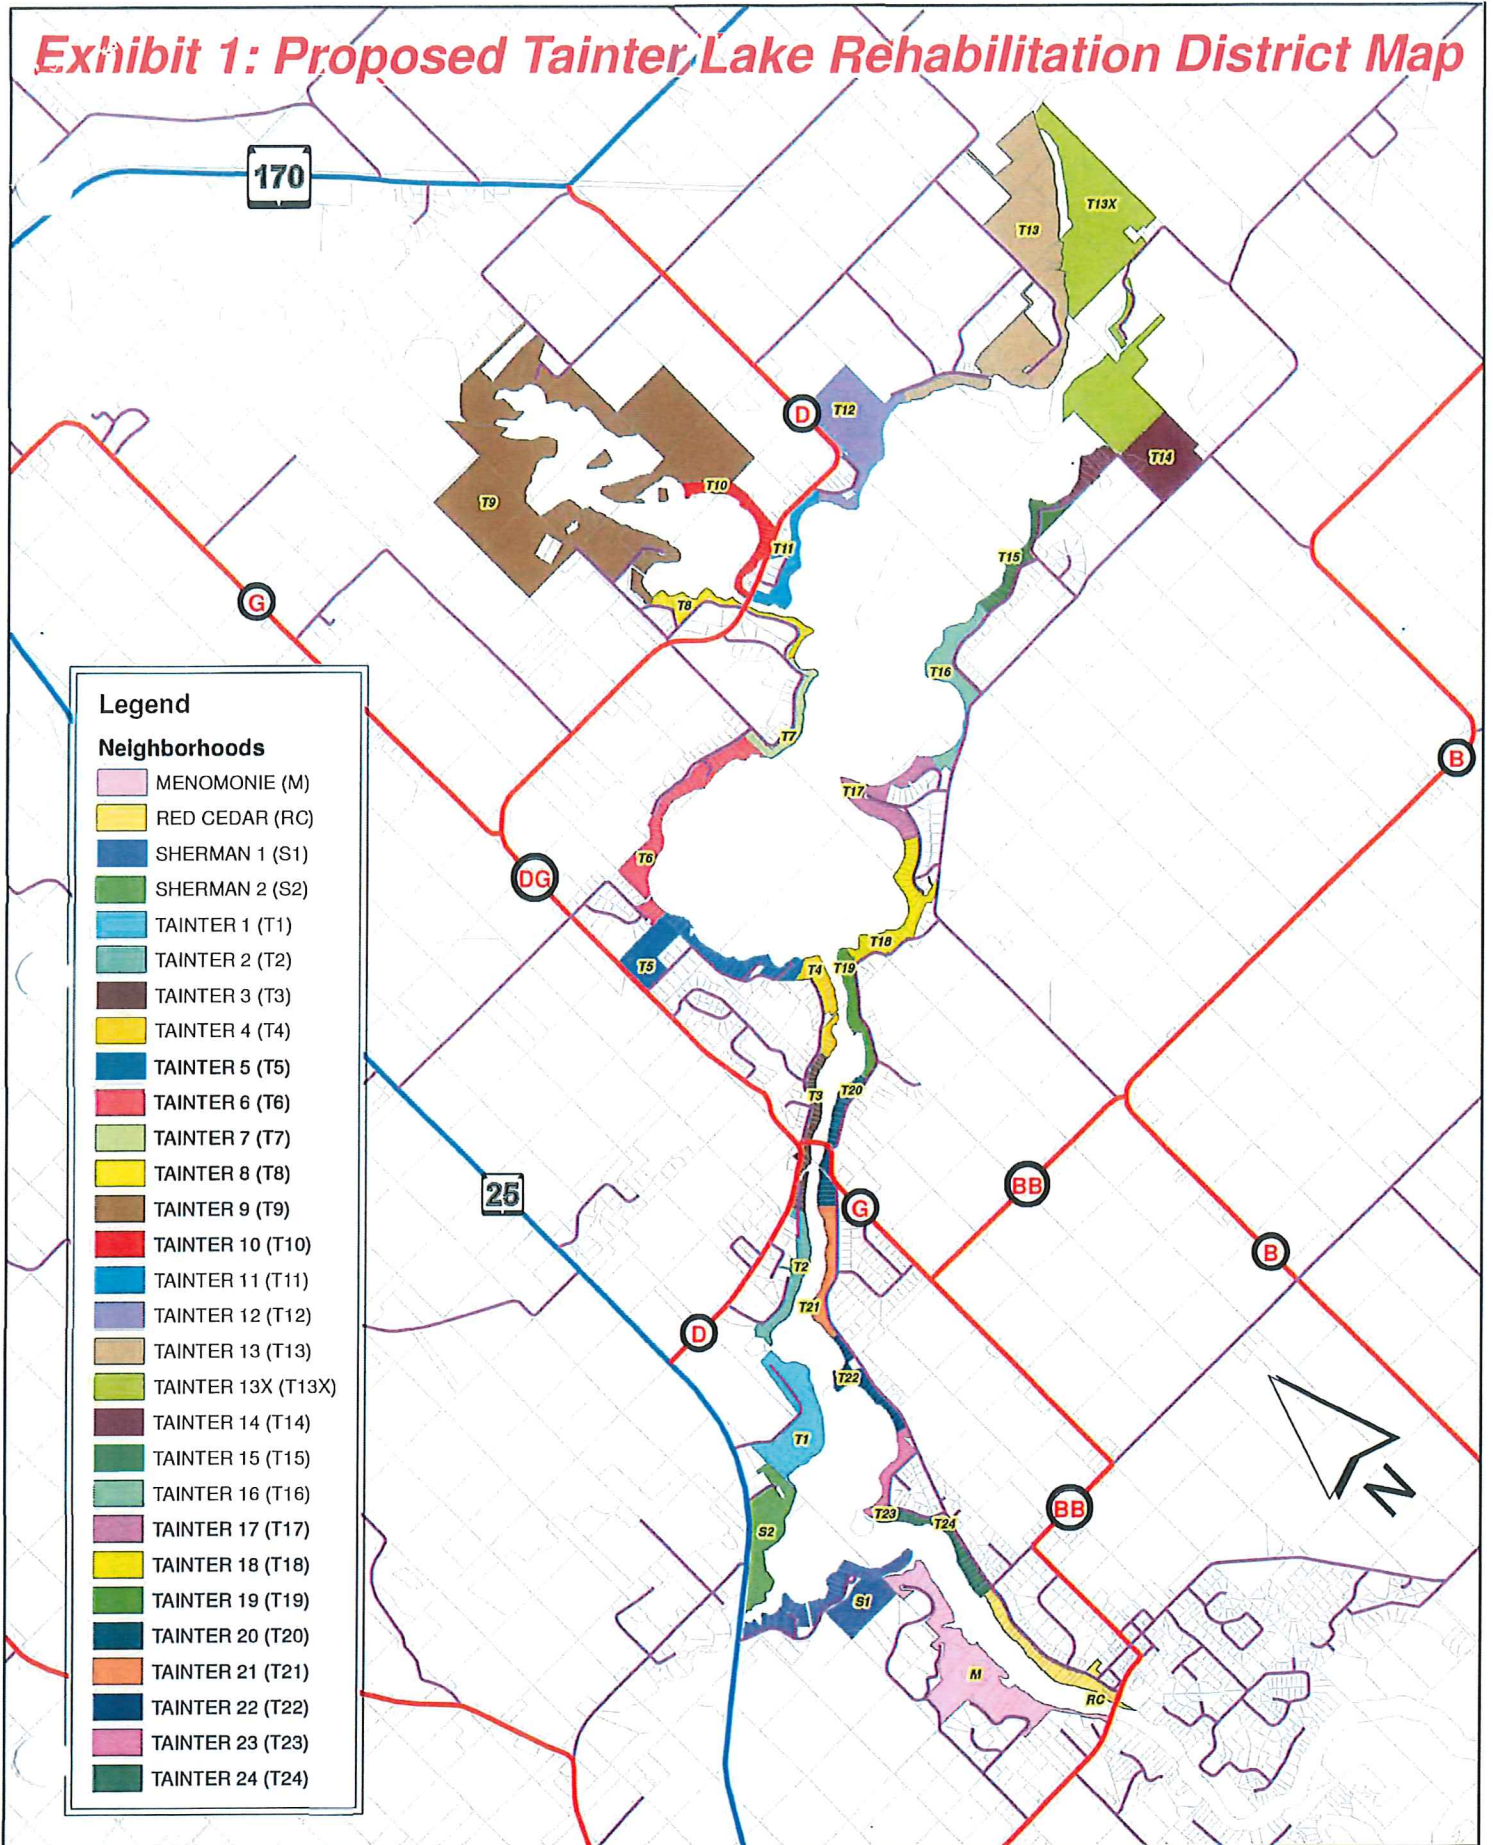 Exhibit 1: Proposed Tainter Lake Rehabilitation District Map
170
T13X
T13
D
T12
T14
T10
T9
T11
T15
G
T8
T16
T7
B
T17
T6
DG
T18
T5
T4
T19
T3
T20
BB
25
G
B
T2
T21
D
T22
T1
N
BB
T23
T24
S2
S1
M
RC
Legend
Neighborhoods
MENOMONIE (M)
RED CEDAR (RC)
SHERMAN 1 (S1)
SHERMAN 2 (S2)
TAINTER 1 (T1)
TAINTER 2 (T2)
TAINTER 3 (T3)
TAINTER 4 (T4)
TAINTER 5 (T5)
TAINTER 6 (T6)
TAINTER 7 (T7)
TAINTER 8 (T8)
TAINTER 9 (T9)
TAINTER 10 (T10)
TAINTER 11 (T11)
TAINTER 12 (T12)
TAINTER 13 (T13)
TAINTER 13X (T13X)
TAINTER 14 (T14)
TAINTER 15 (T15)
TAINTER 16 (T16)
TAINTER 17 (T17)
TAINTER 18 (T18)
TAINTER 19 (T19)
TAINTER 20 (T20)
TAINTER 21 (T21)
TAINTER 22 (T22)
TAINTER 23 (T23)
TAINTER 24 (T24)